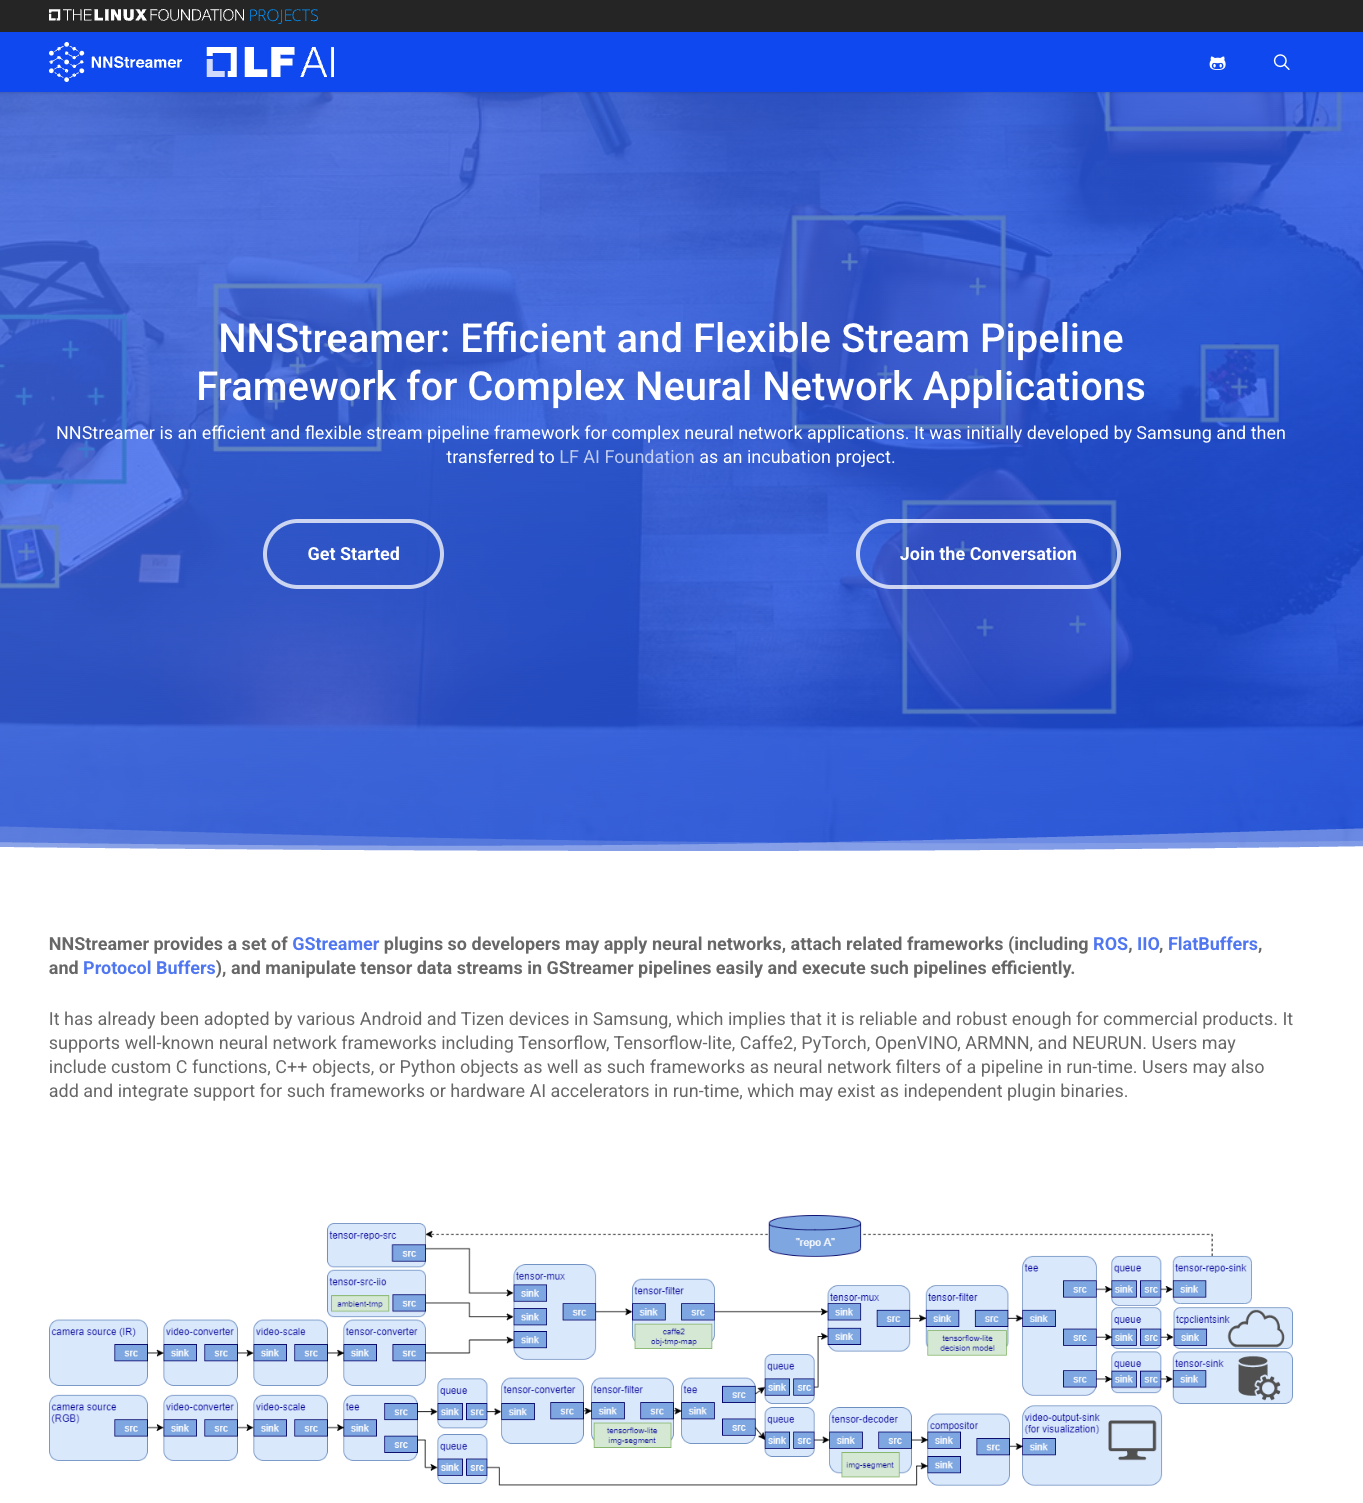 THE LINUX FOUNDATION PROJECTS
NNStreamer LF AI
NNStreamer: Efficient and Flexible Stream Pipeline
Framework for Complex Neural Network Applications
NNStreamer is an efficient and flexible stream pipeline framework for complex neural network applications. It was initially developed by Samsung and then
transferred to LF AI Foundation as an incubation project.
Get Started
Join the Conversation
NNStreamer provides a set of GStreamer plugins so developers may apply neural networks, attach related frameworks (including ROS, IIO, FlatBuffers,
and Protocol Buffers), and manipulate tensor data streams in GStreamer pipelines easily and execute such pipelines efficiently.
It has already been adopted by various Android and Tizen devices in Samsung, which implies that it is reliable and robust enough for commercial products. It
supports well-known neural network frameworks including Tensorflow, Tensorflow-lite, Caffe2, PyTorch, OpenVINO, ARMNN, and NEURUN. Users may
include custom C functions, C++ objects, or Python objects as well as such frameworks as neural network filters of a pipeline in run-time. Users may also
add and integrate support for such frameworks or hardware AI accelerators in run-time, which may exist as independent plugin binaries.
"repo A"
tensor-repo-src
src
tensor-src-iio
ambient-tmp
src
camera source (IR)
src
video-converter
sink src
video-scale
sink src
tensor-converter
sink src
tensor-mux
sink
sink
sink
src
tensor-filter
sink src
caffe2
obj-tmp-map
tensor-mux
sink
sink
src
tensor-filter
sink src
tensorflow-lite
decision model
tee
sink
src
src
src
queue
sink src
tensor-repo-sink
sink
queue
sink src
tcpclientsink
sink
queue
sink src
tensor-sink
sink
camera source
(RGB)
src
video-converter
sink src
video-scale
sink src
tee
sink
src
src
queue
sink src
queue
sink src
tensor-converter
sink src
tensor-filter
sink src
tensorflow-lite
img-segment
tee
sink
src
src
queue
sink src
queue
sink src
tensor-decoder
sink src
img-segment
compositor
sink
sink
src
video-output-sink
(for visualization)
sink